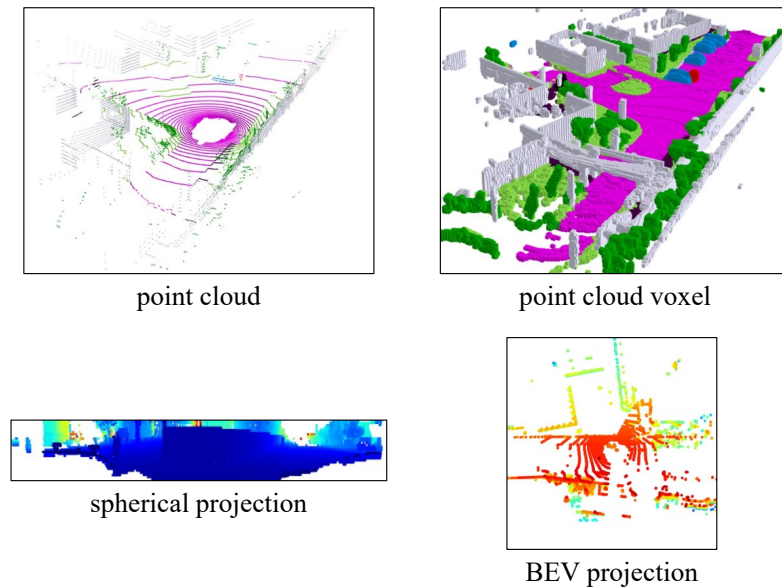 point cloud
point cloud voxel
spherical projection
BEV projection